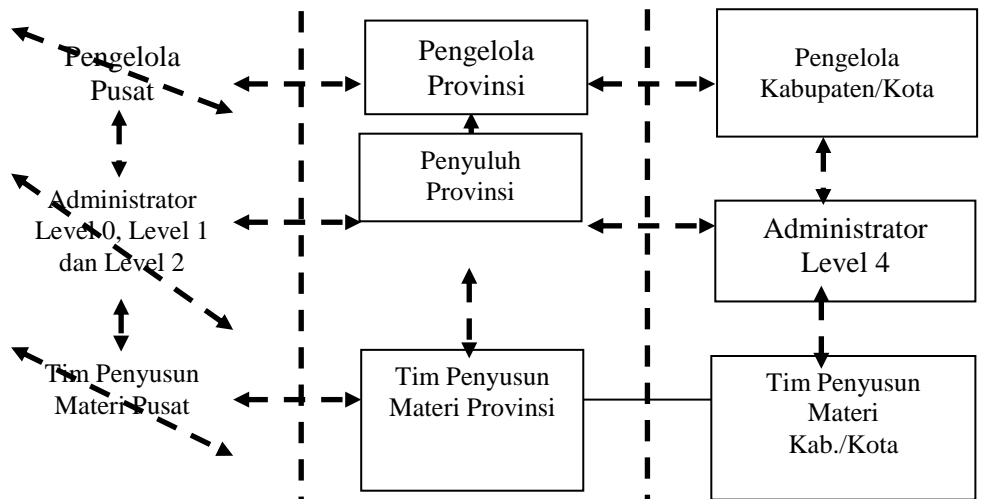 Pengelola
Pusat
Administrator
Level 0, Level 1
dan Level 2
Tim Penyusun
Materi Pusat
Pengelola
Provinsi
Penyuluh
Provinsi
Tim Penyusun
Materi Provinsi
Pengelola
Kabupaten/Kota
Administrator
Level 4
Tim Penyusun
Materi
Kab./Kota